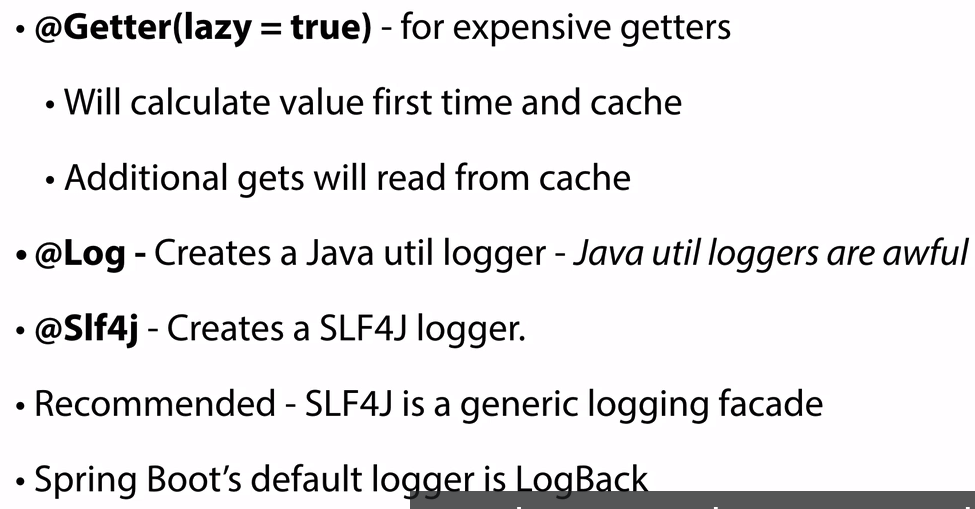 • @Getter(lazy = true) - for expensive getters
• Will calculate value first time and cache
• Additional gets will read from cache
• @Log - Creates a Java util logger - Java util loggers are awful
• @Slf4j - Creates a SLF4J logger.
• Recommended - SLF4J is a generic logging facade
• Spring Boot’s default logger is LogBack